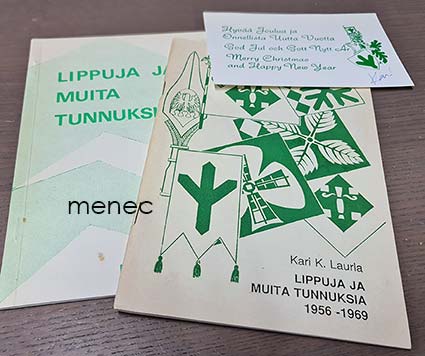 LIPPUJA JA
MUITA
TUNNUKSIA
menec
Hyvää Joulua ja
Onnellista Uutta Vuotta
God Jul och Gott Nytt År
Merry Christmas
and Happy New Year
Kari K. Laurla
LIPPUJA JA
MUITA TUNNUKSIA
1956 -1969